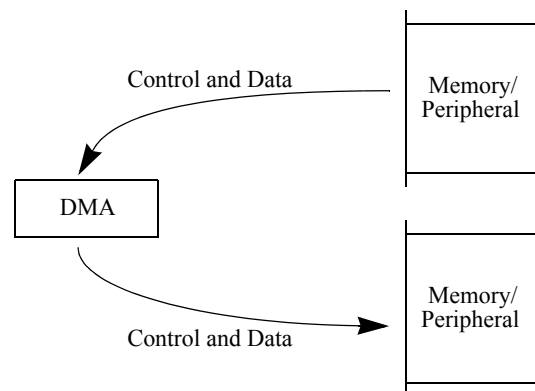 Control and Data
Memory/
Peripheral
DMA
Memory/
Peripheral
Control and Data